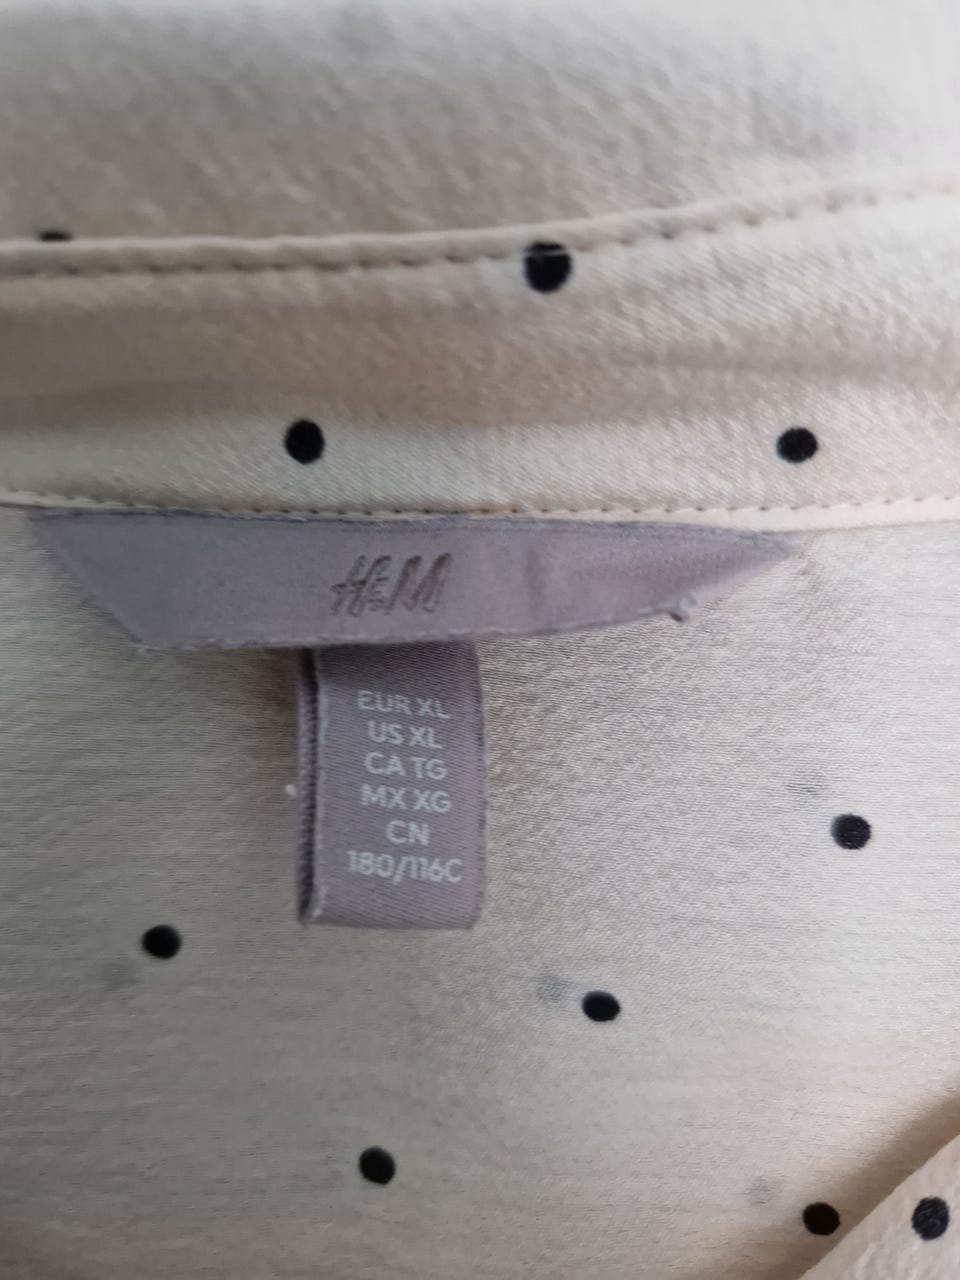 H&M
EUR XL
US XL
CA TG
MX XG
CN
180/116C